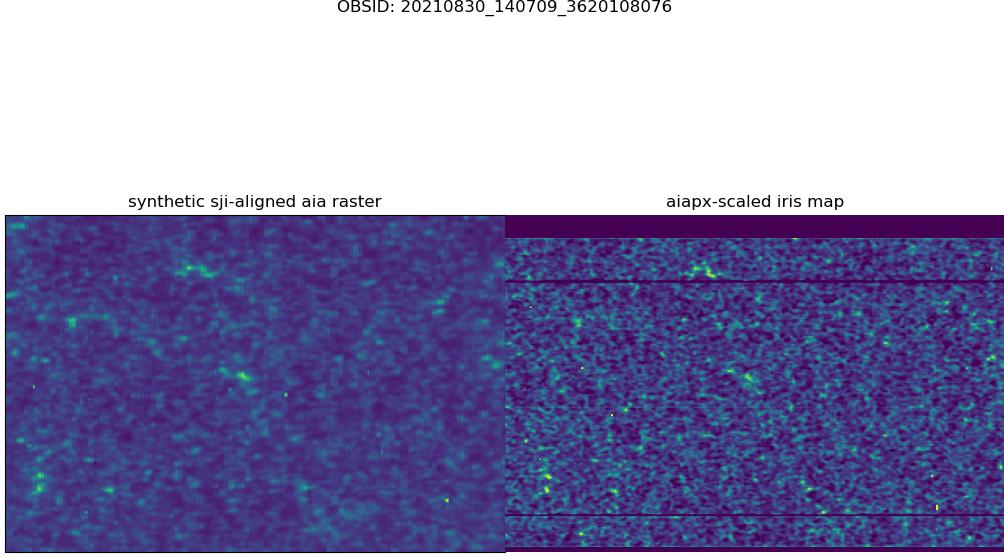 OBSID: 20210830_140709_3620108076
synthetic sji-aligned aia raster
aiapx-scaled iris map